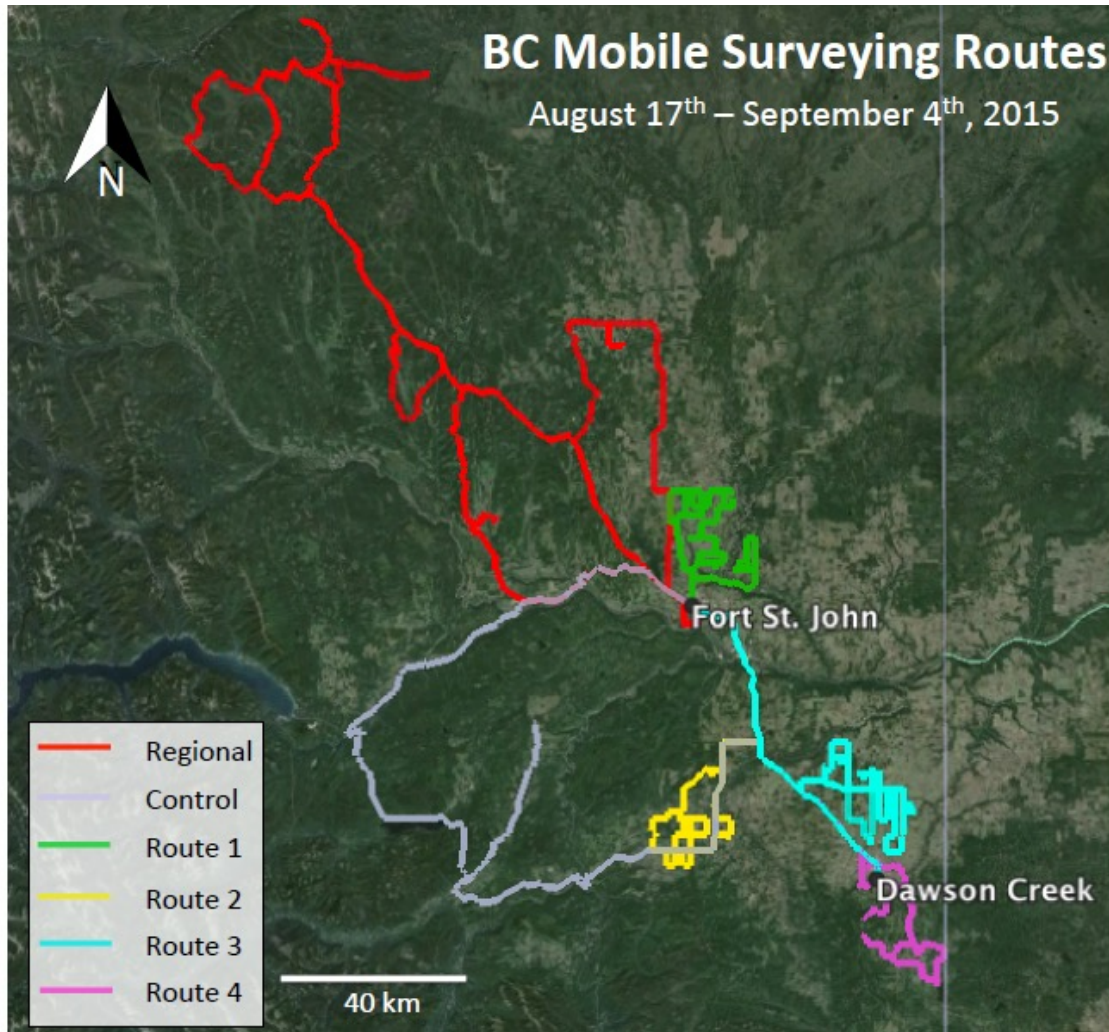 BC Mobile Surveying Routes
August 17th – September 4th, 2015
N
Fort St. John
Regional
Control
Route 1
Route 2
Route 3
Route 4
Dawson Creek
40 km